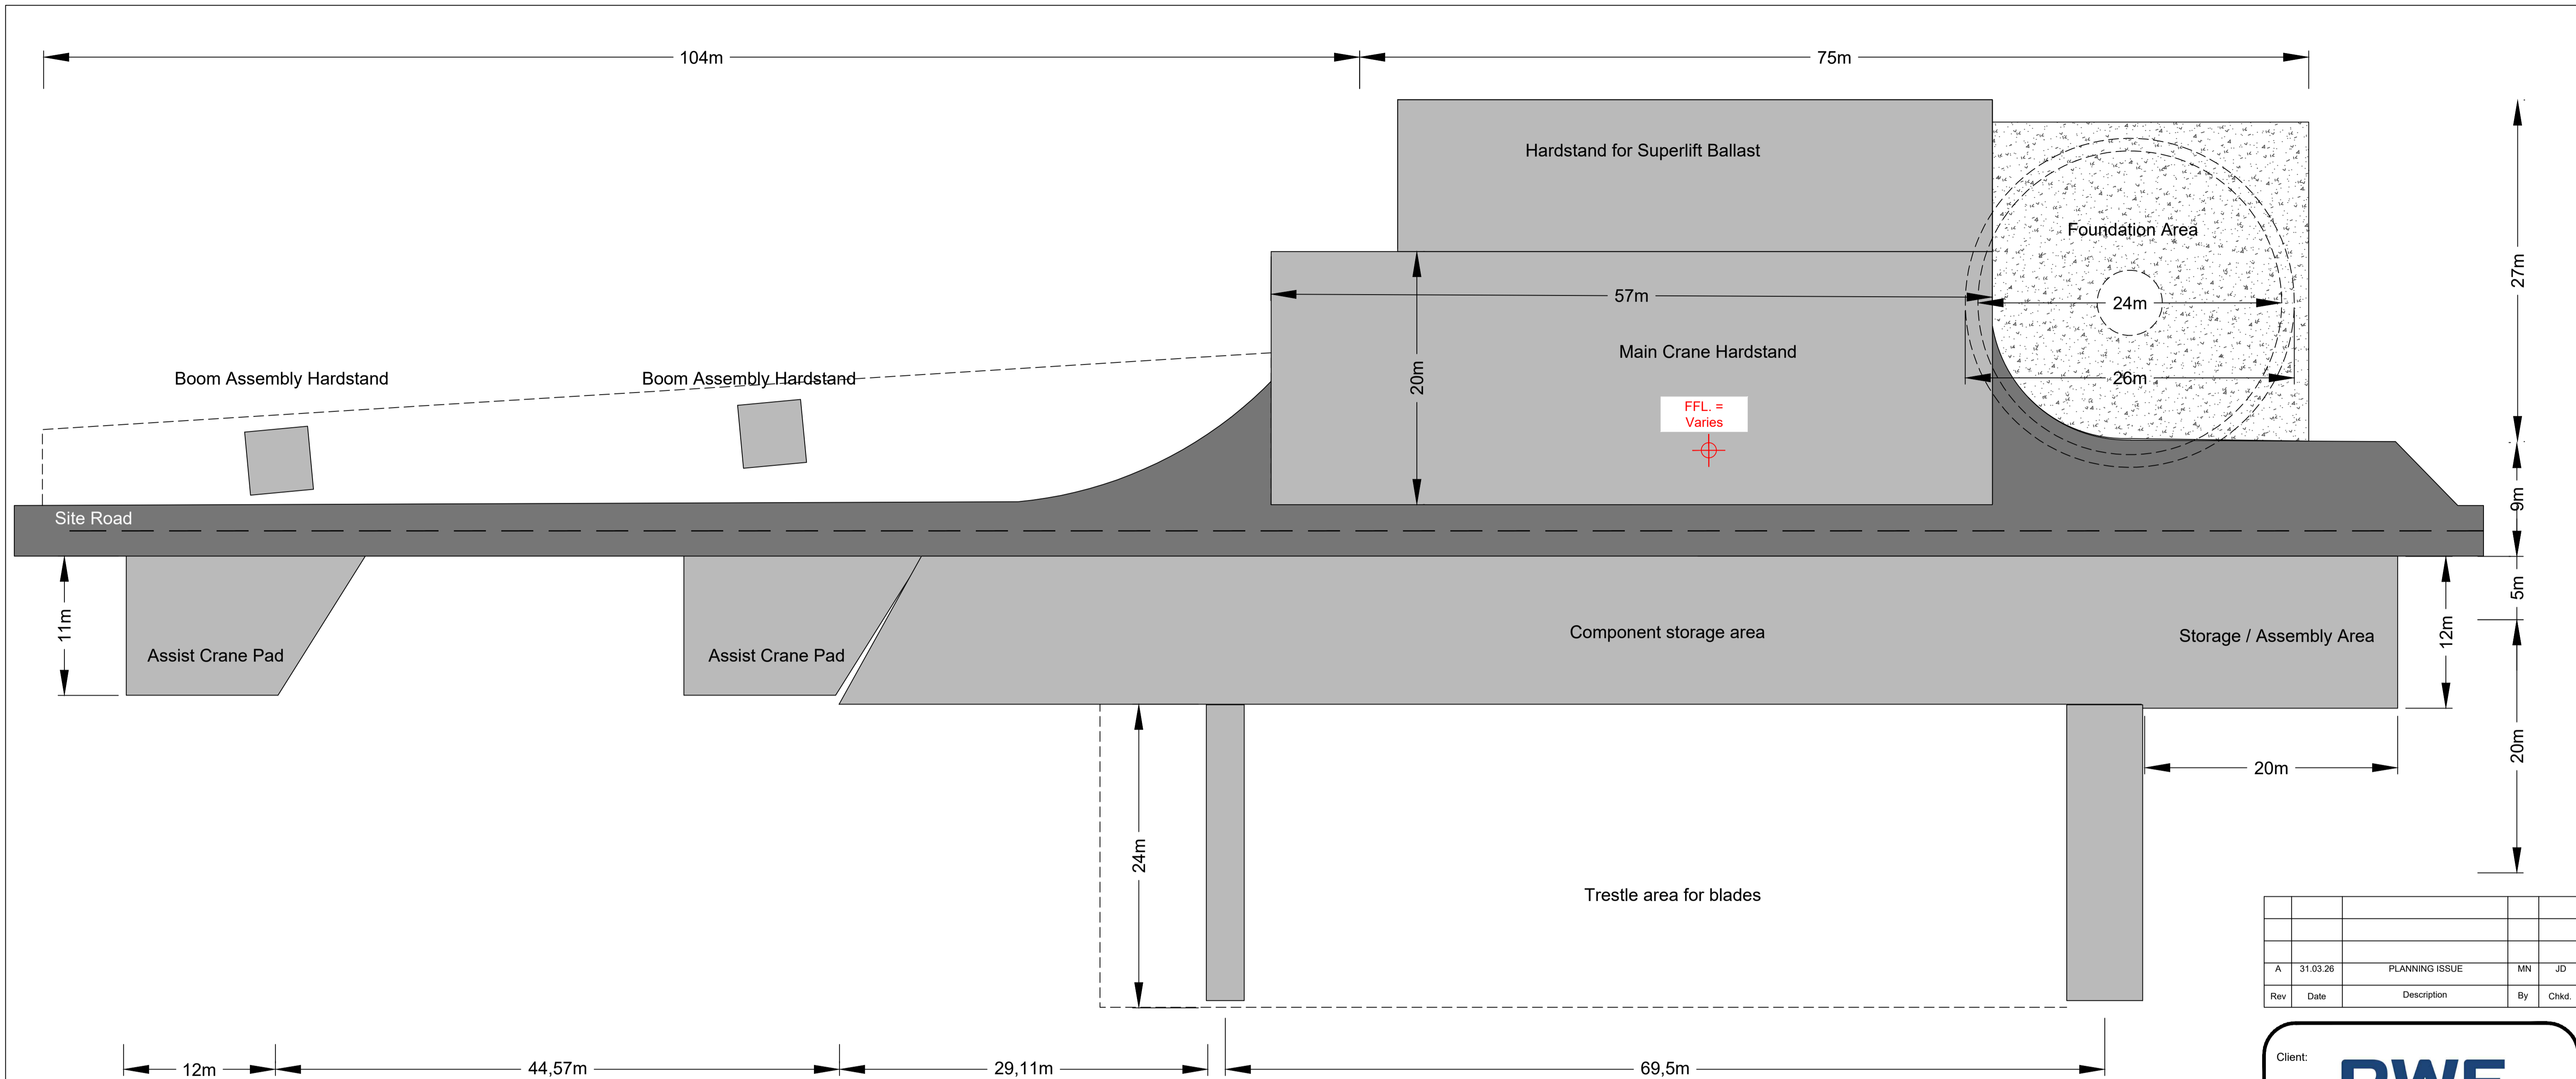 104m
75m
Hardstand for Superlift Ballast
Foundation Area
27m
57m
24m
Main Crane Hardstand
20m
26m
Boom Assembly Hardstand
Boom Assembly Hardstand
FFL. =
Varies
9m
Site Road
5m
11m
Component storage area
Storage / Assembly Area
12m
Assist Crane Pad
Assist Crane Pad
20m
20m
24m
Trestle area for blades
A 31.03.26 PLANNING ISSUE MN JD
Rev Date Description By Chkd.
Client:
RWE
12m
44,57m
29,11m
69,5m